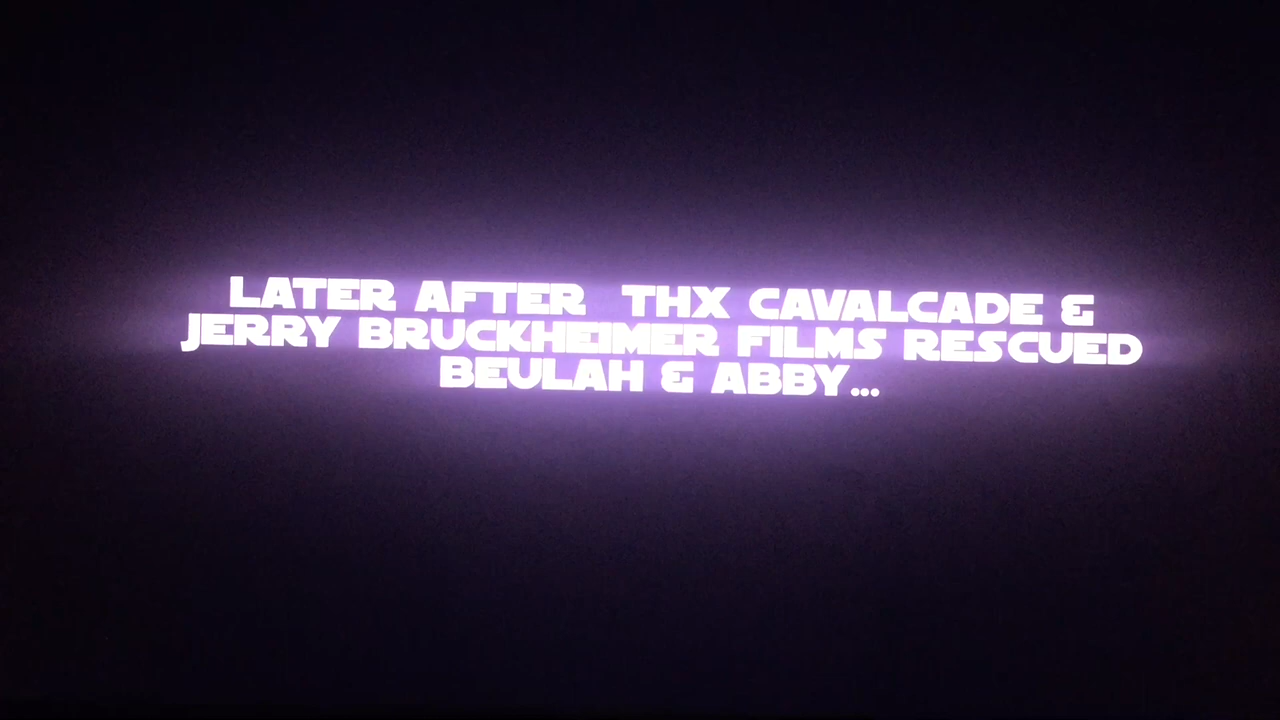 LATER AFTER THX CAVALCADE &
JERRY BRUCKHEIMER FILMS RESCUED
BEULAH & ABBY...